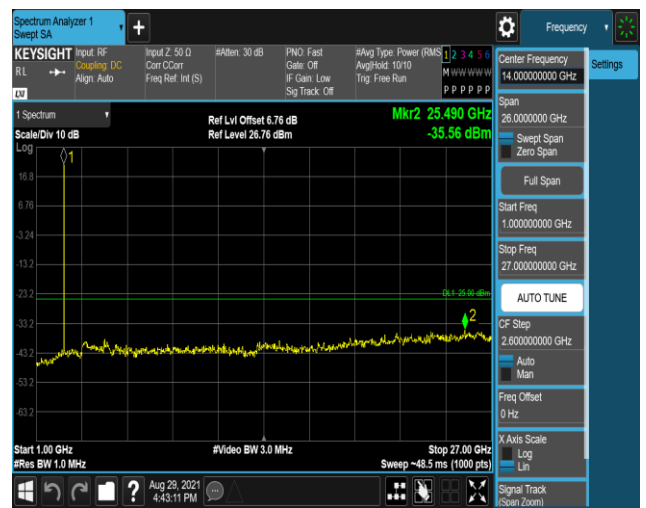 Spectrum Analyzer 1
Swept SA
Frequency
KEYSIGHT
RL
LXI
Input: RF
Coupling: DC
Align: Auto
Input Z: 50 Ω
Corr CCorr
Freq Ref: Int (S)
#Atten: 30 dB
PNO: Fast
Gate: Off
IF Gain: Low
Sig Track: Off
#Avg Type: Power (RMS
Avg|Hold: 10/10
Trig: Free Run
1 2 3 4 5 6
M W W W W W
P P P P P P
1 Spectrum
Scale/Div 10 dB
Ref Lvl Offset 6.76 dB
Ref Level 26.76 dBm
Mkr2 25.490 GHz
-35.56 dBm
Log
1
16.8
6.76
-3.24
-13.2
-23.2
-33.2
-43.2
-53.2
-63.2
DL1 -25.00 dBm
2
Start 1.00 GHz
#Res BW 1.0 MHz
#Video BW 3.0 MHz
Stop 27.00 GHz
Sweep ~48.5 ms (1000 pts)
Aug 29, 2021
4:43:11 PM
?
Center Frequency
14.000000000 GHz
Settings
Span
26.0000000 GHz
Swept Span
Zero Span
Full Span
Start Freq
1.000000000 GHz
Stop Freq
27.000000000 GHz
AUTO TUNE
CF Step
2.600000000 GHz
Auto
Man
Freq Offset
0 Hz
X Axis Scale
Log
Lin
Signal Track
(Span Zoom)